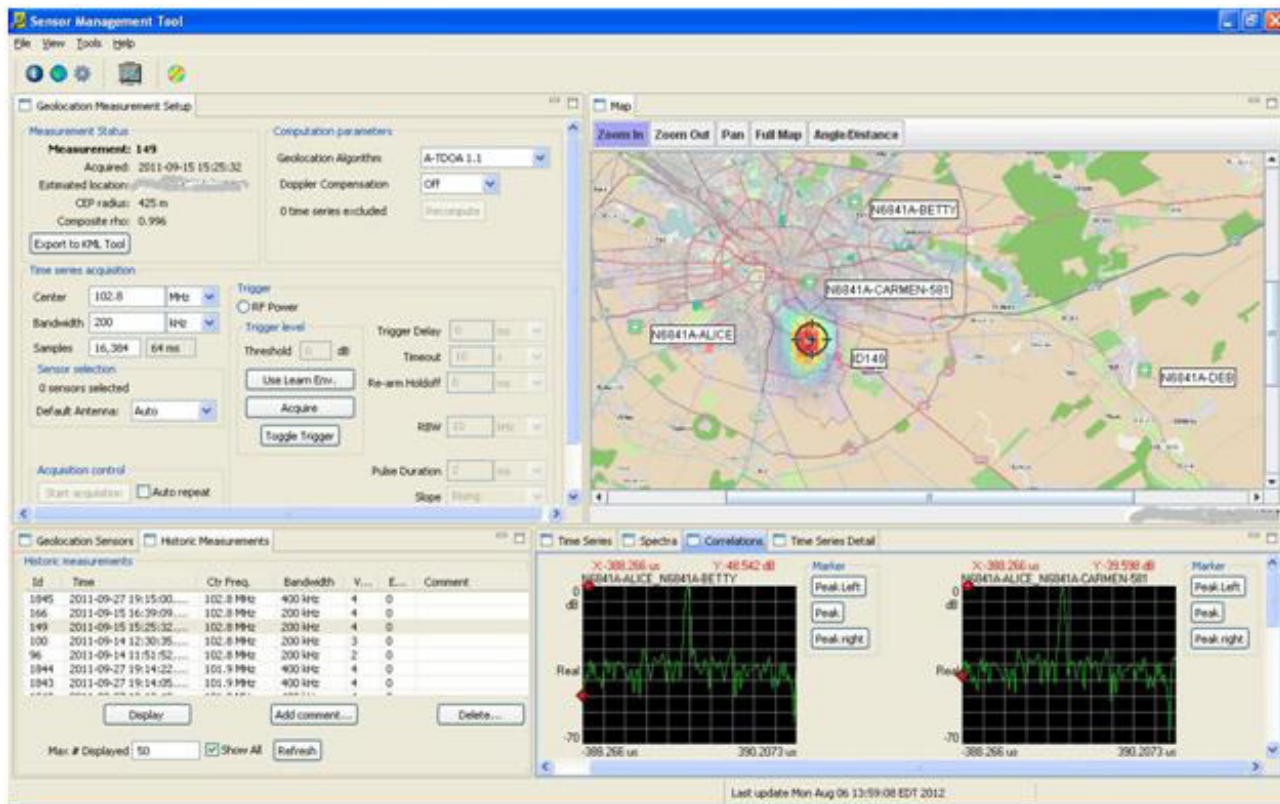 Sensor Management Tool
File View Tools Help
Geolocation Measurement Setup
Measurement Status
Measurement: 149
Acquired: 2011-09-15 15:25:32
Estimated location:
CEP radius: 425 m
Composite rho: 0.996
Export to KML Tool
Computation parameters
Geolocation Algorithm A-TDOA 1.1
Doppler Compensation Off
0 time series excluded Recompute
Time series acquisition
Center 102.8 MHz
Bandwidth 200 kHz
Samples 16,384 64 ms
Sensor selection
0 sensors selected
Default Antenna: Auto
Acquisition control
Start acquisition Auto repeat
Trigger
RF Power
Trigger level
Threshold 0 dB
Use Learn Env.
Acquire
Toggle Trigger
Trigger Delay 0 ms
Timeout 10 s
Re-arm Holdoff 0 ms
RBW 10 kHz
Pulse Duration 2 ms
Slope Rising
Map
Zoom In Zoom Out Pan Full Map Angle/Distance
N6841A-BETTY
N6841A-CARMEN-581
N6841A-ALICE
ID149
N6841A-DEB
Geolocation Sensors Historic Measurements
Historic measurements
Id Time Ctr Freq. Bandwidth V... E... Comment
1845 2011-09-27 19:15:00.... 102.8 MHz 400 kHz 4 0
166 2011-09-15 16:39:09.... 102.8 MHz 200 kHz 4 0
149 2011-09-15 15:25:32.... 102.8 MHz 200 kHz 4 0
100 2011-09-14 12:30:35.... 102.8 MHz 200 kHz 3 0
96 2011-09-14 11:51:52.... 102.8 MHz 200 kHz 2 0
1844 2011-09-27 19:14:22.... 101.9 MHz 400 kHz 4 0
1843 2011-09-27 19:14:05.... 101.9 MHz 400 kHz 4 0
Display Add comment... Delete...
Max # Displayed 50 Show All Refresh
Time Series Spectra Correlations Time Series Detail
X:-388.266 us Y:-48.542 dB
N6841A-ALICE_N6841A-BETTY
0
dB
Real
-70
-388.266 us 390.2073 us
Marker
Peak Left
Peak
Peak right
X:-388.266 us Y:-39.598 dB
N6841A-ALICE_N6841A-CARMEN-581
0
dB
Real
-70
-388.266 us 390.2073 us
Marker
Peak Left
Peak
Peak right
Last update Mon Aug 06 13:59:08 EDT 2012